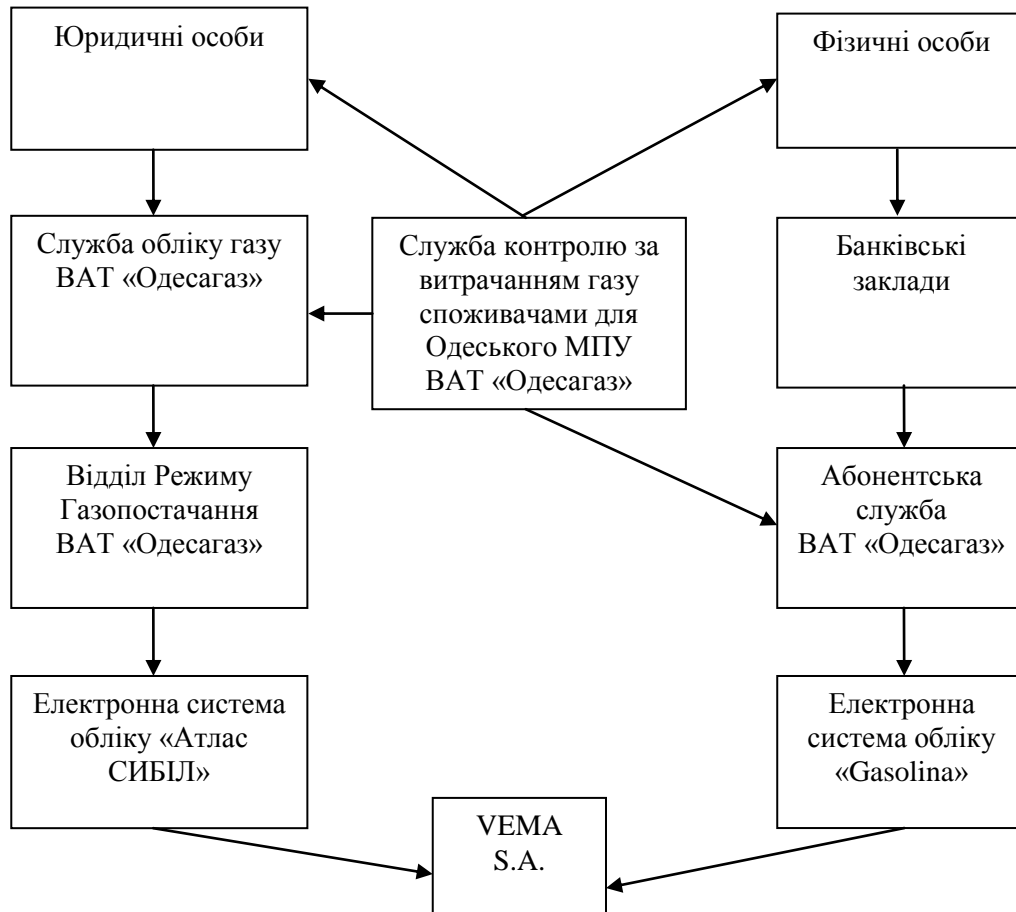 Юридичні особи
Фізичні особи
Служба обліку газу
ВАТ «Одесагаз»
Служба контролю за
витрачанням газу
споживачами для
Одеського МПУ
ВАТ «Одесагаз»
Банківські
заклади
Відділ Режиму
Газопостачання
ВАТ «Одесагаз»
Абонентська
служба
ВАТ «Одесагаз»
Електронна система
обліку «Атлас
СИБІЛ»
Електронна
система обліку
«Gasolina»
VEMA
S.A.